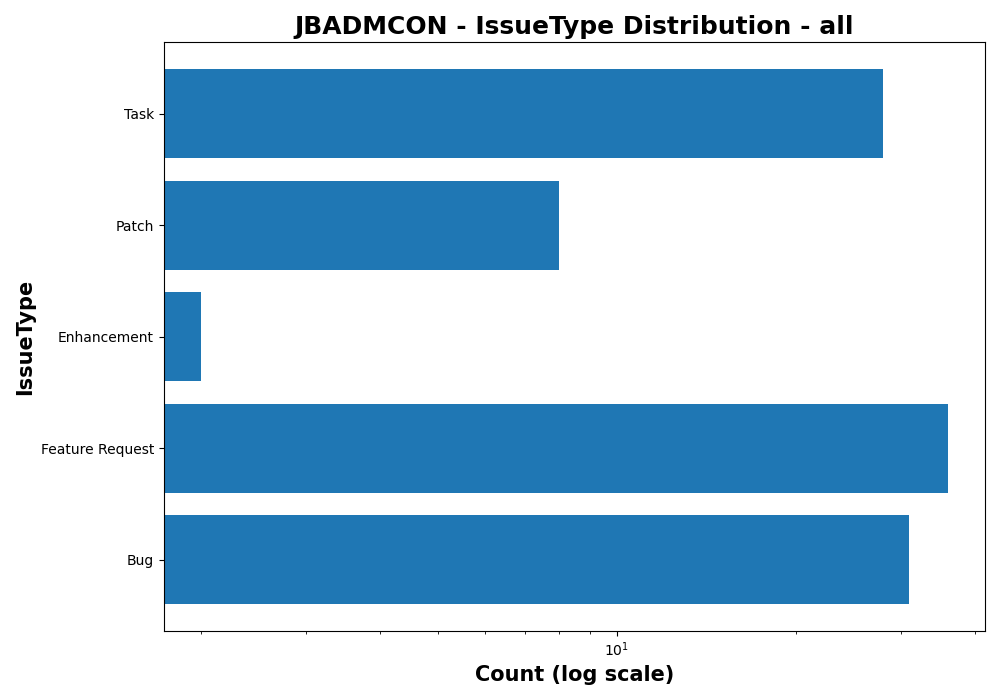 JBADMCON - IssueType Distribution - all
Task
Patch
Enhancement
Feature Request
Bug
IssueType
10¹
Count (log scale)